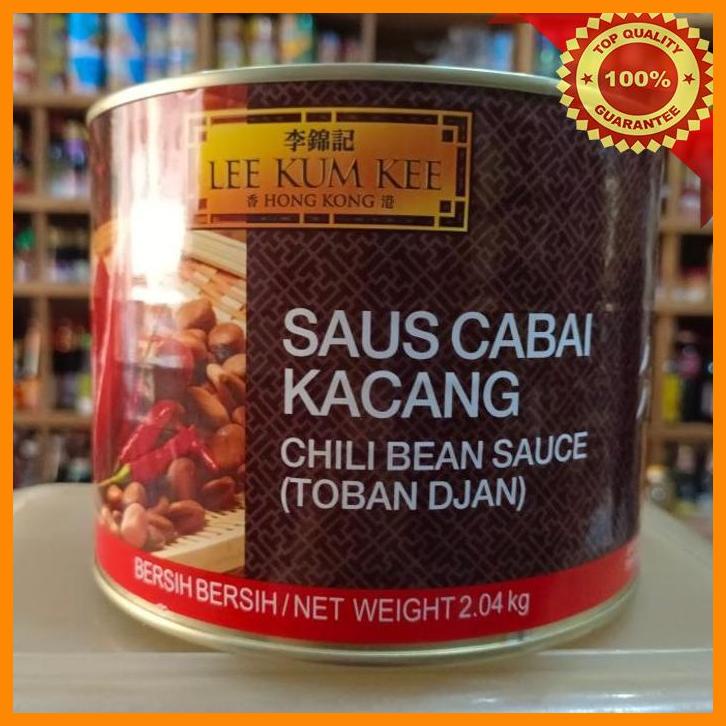 TOP QUALITY
100%
GUARANTEE
李錦記
LEE KUM KEE
香 HONG KONG 港
SAUS CABAI
KACANG
CHILI BEAN SAUCE
(TOBAN DJAN)
BERSIH BERSIH / NET WEIGHT 2.04 kg